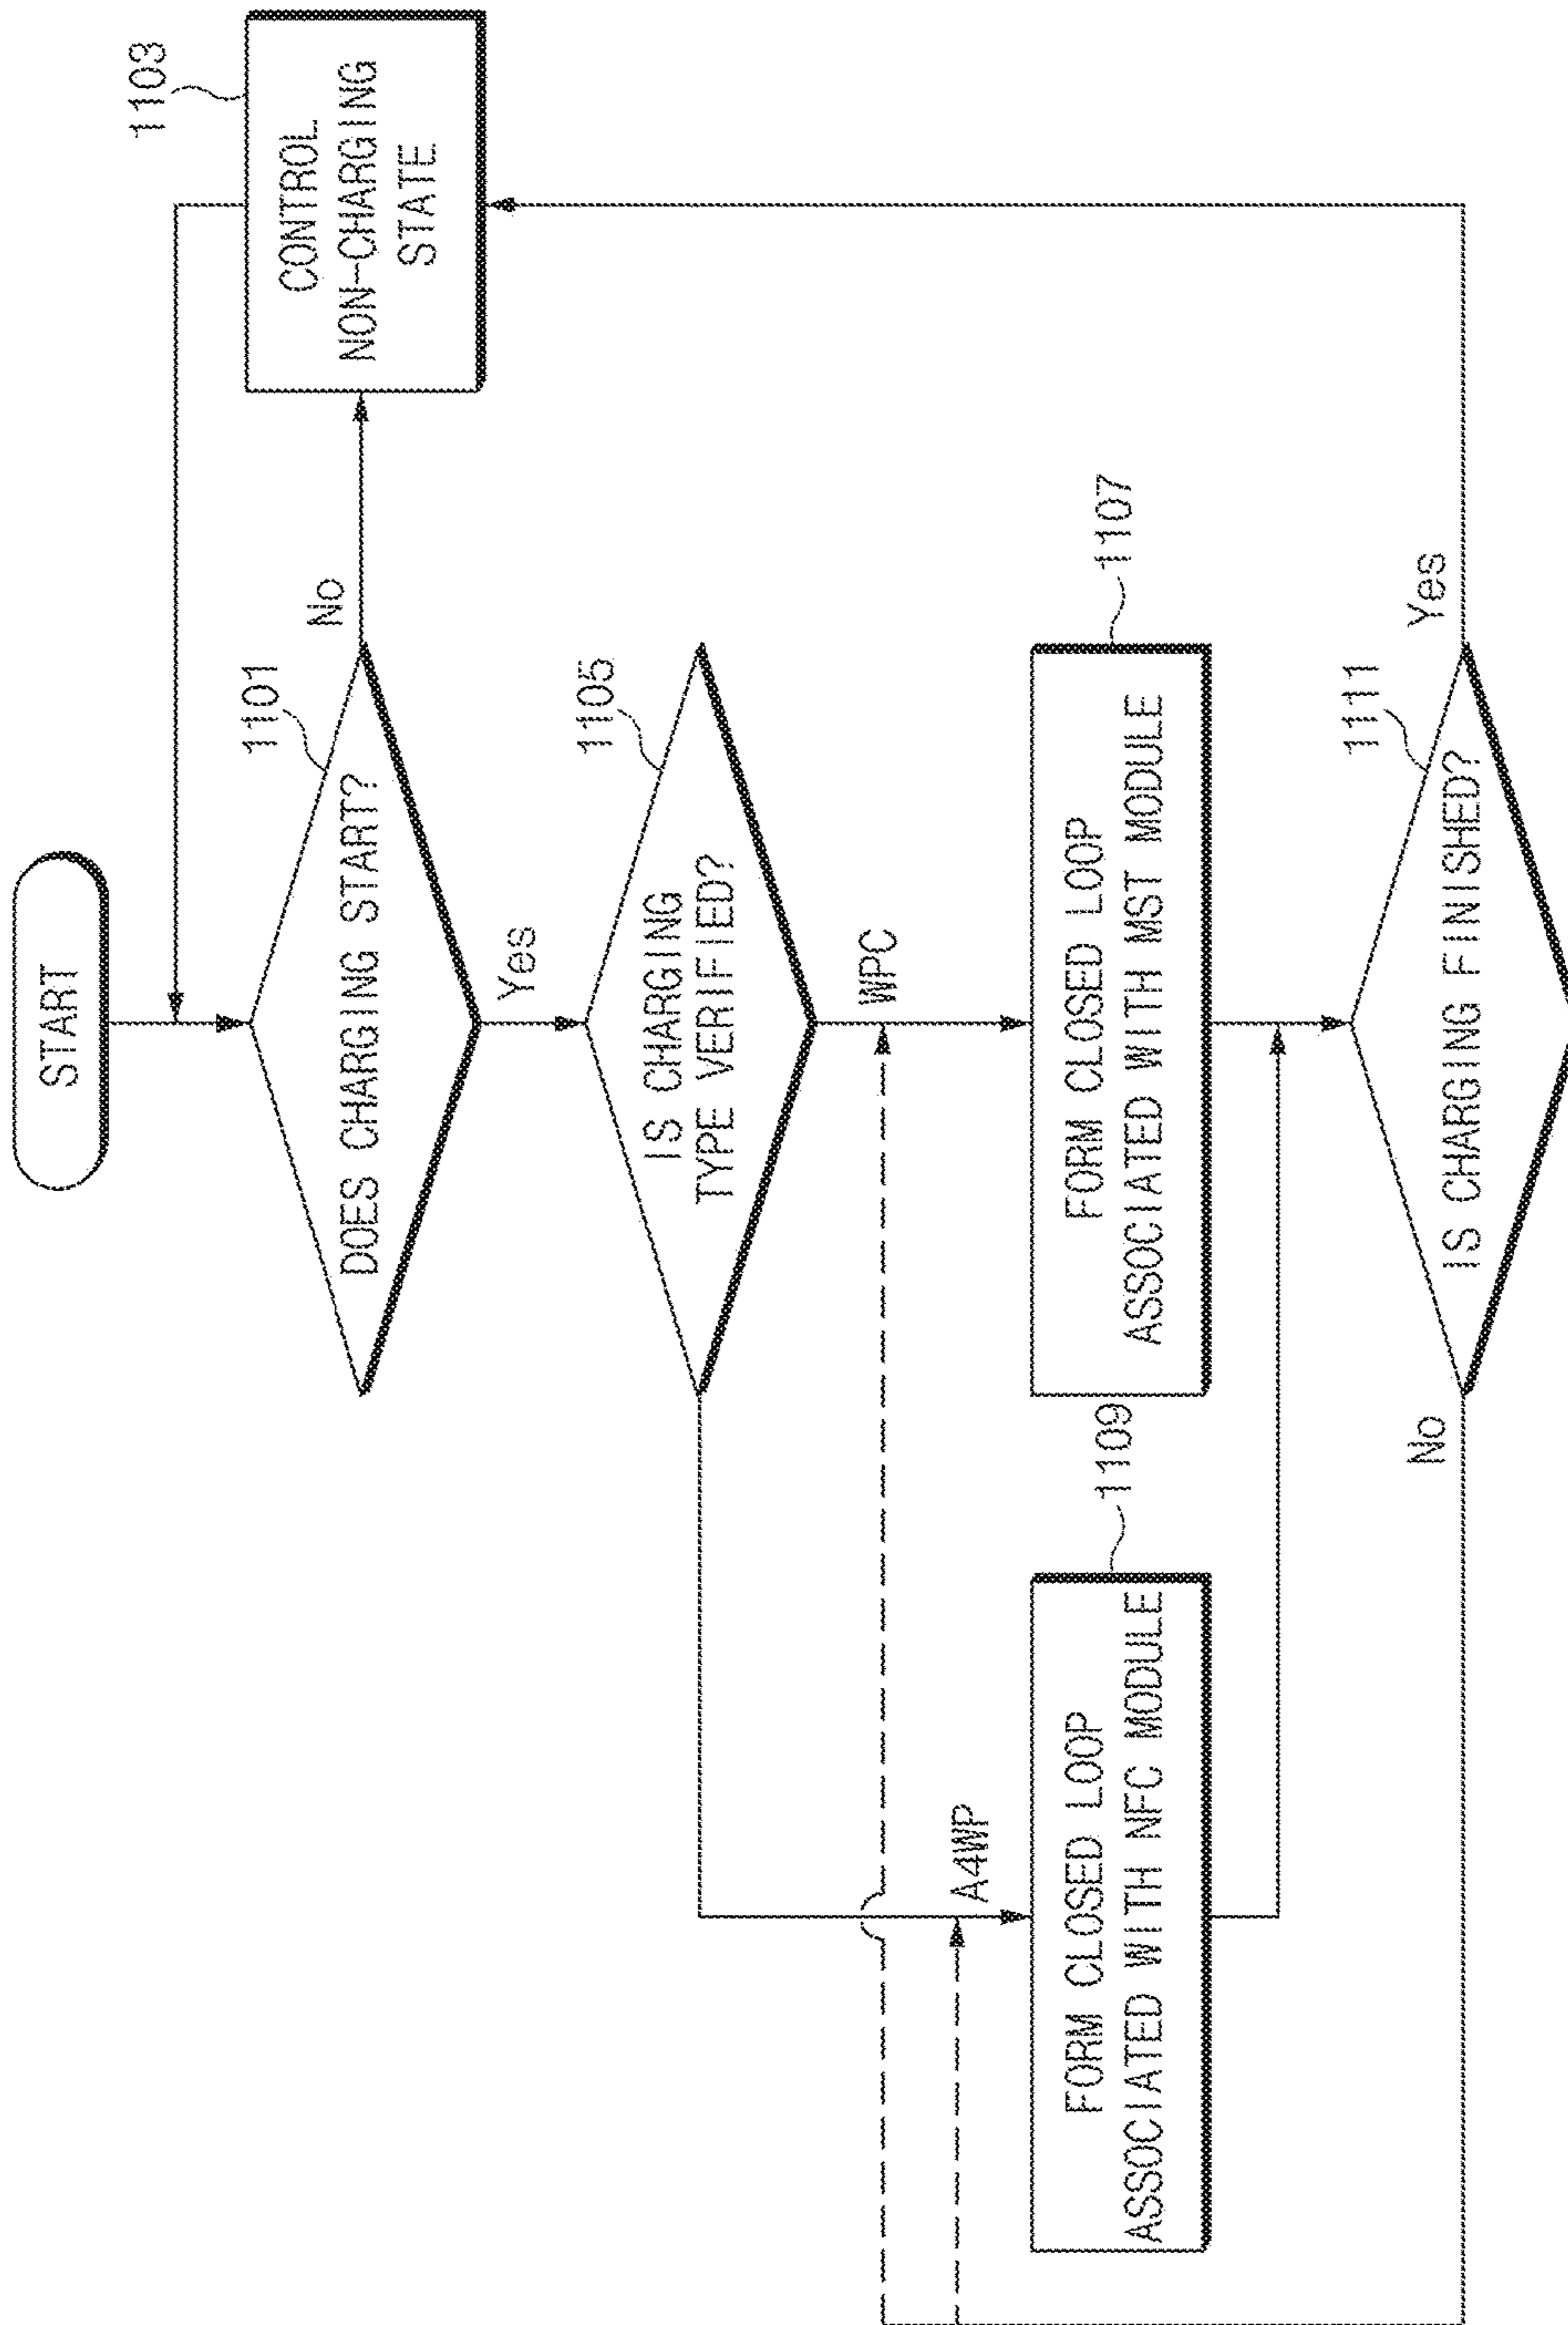 START
1101
DOES CHARGING START?
No
1103
CONTROL
NON-CHARGING
STATE
Yes
1105
IS CHARGING
TYPE VERIFIED?
A4WP
WPC
1109
FORM CLOSED LOOP
ASSOCIATED WITH NFC MODULE
1107
FORM CLOSED LOOP
ASSOCIATED WITH MST MODULE
1111
No
IS CHARGING FINISHED?
Yes